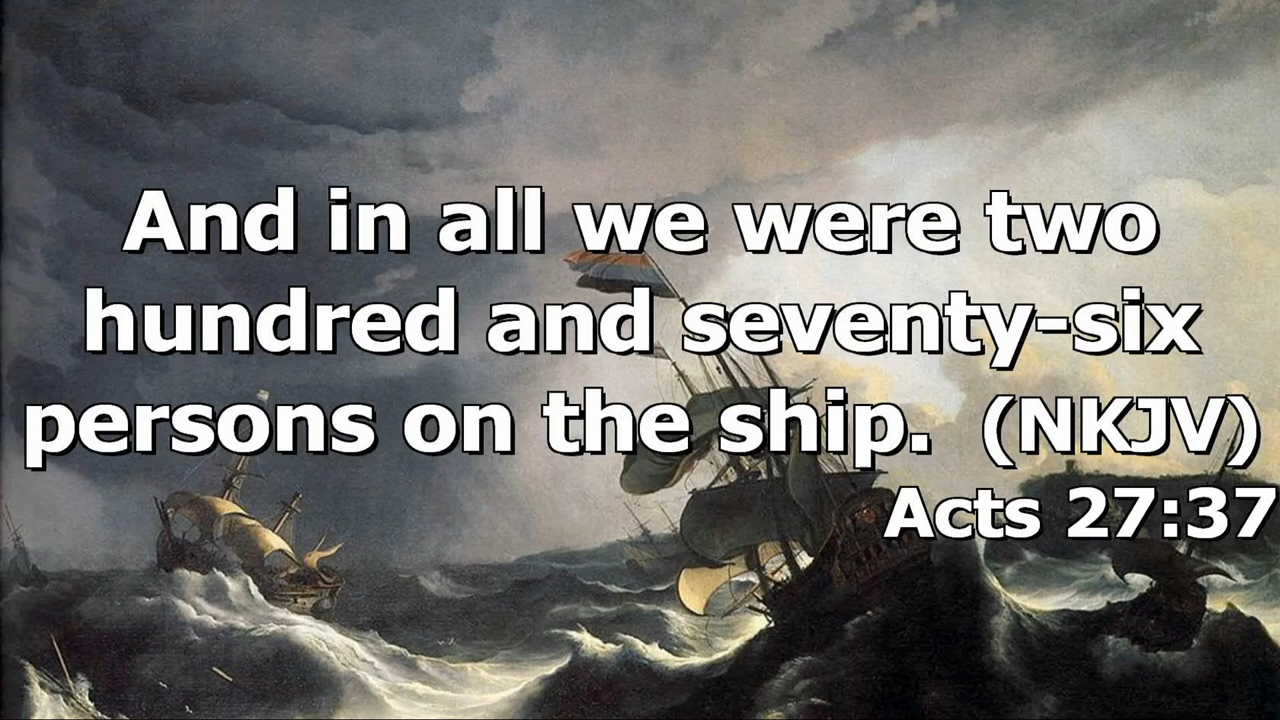 And in all we were two
hundred and seventy-six
persons on the ship.  (NKJV)
Acts 27:37